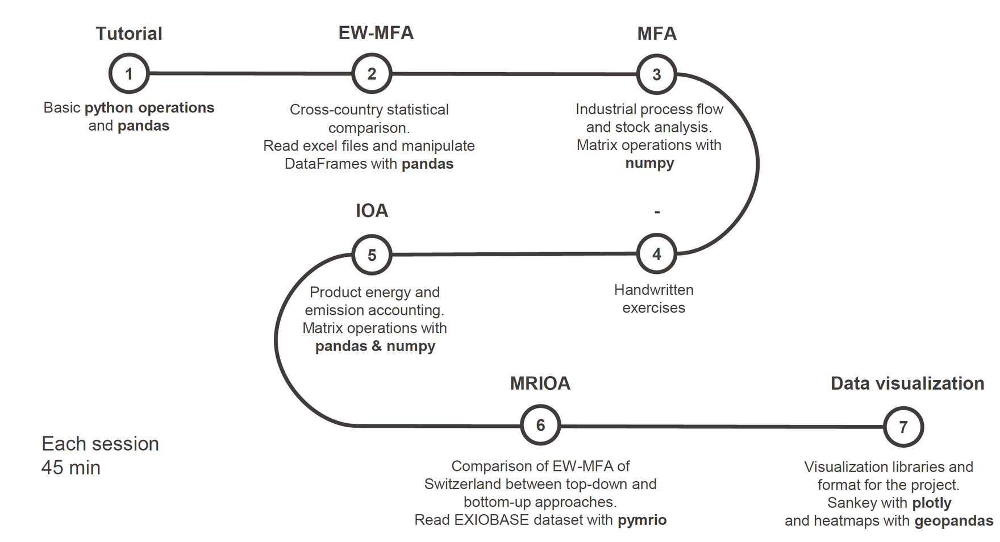 Tutorial
1
Basic python operations
and pandas
EW-MFA
2
Cross-country statistical
comparison.
Read excel files and manipulate
DataFrames with pandas
MFA
3
Industrial process flow
and stock analysis.
Matrix operations with
numpy
-
4
Handwritten
exercises
IOA
5
Product energy and
emission accounting.
Matrix operations with
pandas & numpy
MRIOA
6
Comparison of EW-MFA of
Switzerland between top-down and
bottom-up approaches.
Read EXIOBASE dataset with pymrio
Data visualization
7
Visualization libraries and
format for the project.
Sankey with plotly
and heatmaps with geopandas
Each session
45 min